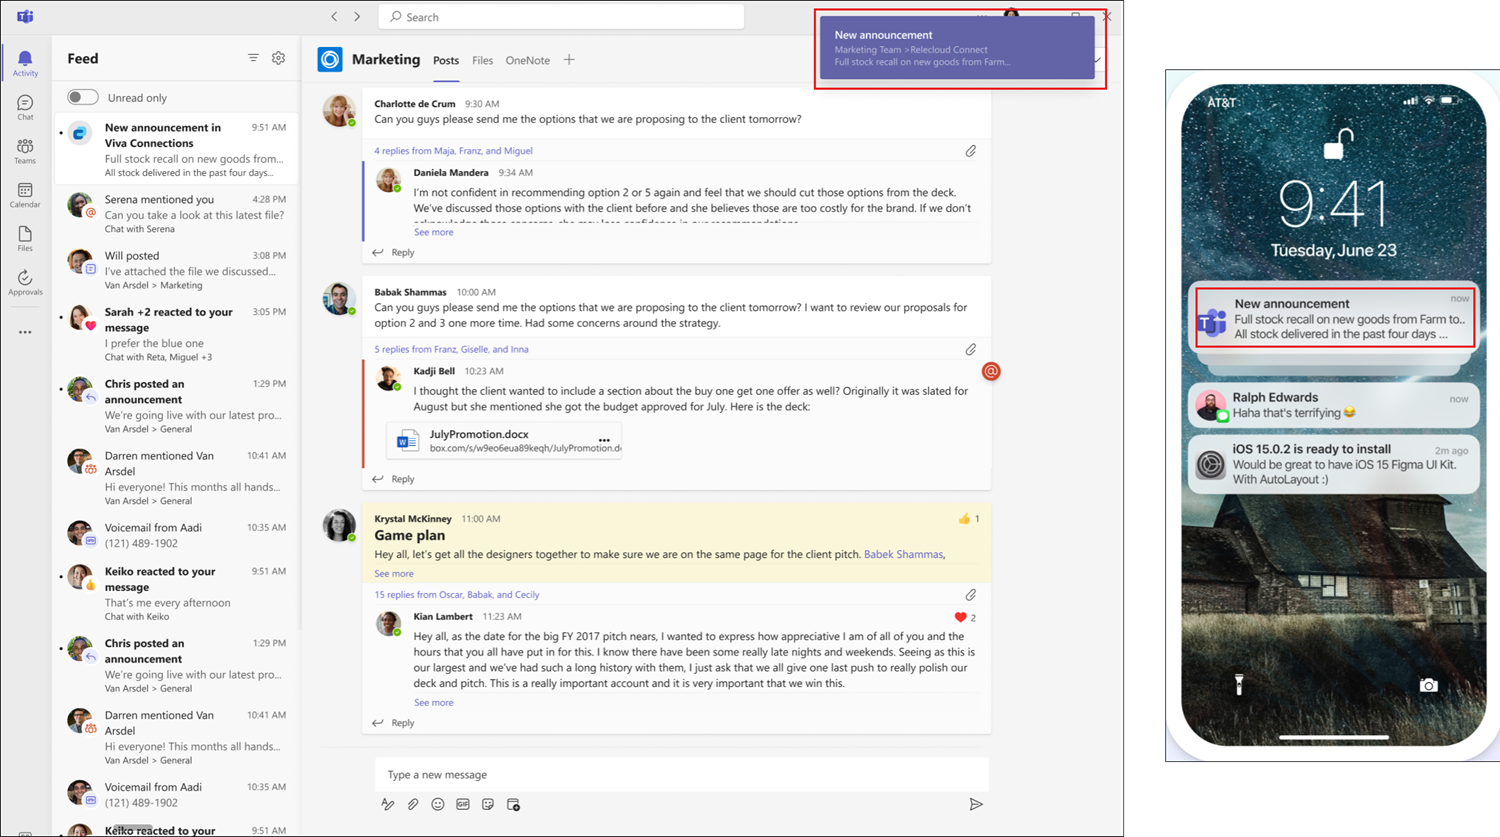 Search
New announcement
Marketing Team >Relecloud Connect
Full stock recall on new goods from Farm...
Activity
Chat
Teams
Calendar
Files
Approvals
Feed
Unread only
New announcement in
Viva Connections
9:51 AM
Full stock recall on new goods from...
All stock delivered in the past four days...
Serena mentioned you
4:28 PM
Can you take a look at this latest file?
Chat with Serena
Will posted
3:08 PM
I've attached the file we discussed...
Van Arsdel > Marketing
Sarah +2 reacted to your
message
3:05 PM
I prefer the blue one
Chat with Reta, Miguel +3
Chris posted an
announcement
1:29 PM
We're going live with our latest pro...
Van Arsdel > General
Darren mentioned Van
Arsdel
10:41 AM
Hi everyone! This months all hands...
Van Arsdel > General
Voicemail from Aadi
10:35 AM
(121) 489-1902
Keiko reacted to your
message
9:51 AM
That's me every afternoon
Chat with Keiko
Chris posted an
announcement
1:29 PM
We're going live with our latest pro...
Van Arsdel > General
Darren mentioned Van
Arsdel
10:41 AM
Hi everyone! This months all hands...
Van Arsdel > General
Voicemail from Aadi
10:35 AM
(121) 489-1902
Keiko reacted to your
9:51 AM
Marketing Posts Files OneNote
Charlotte de Crum 9:30 AM
Can you guys please send me the options that we are proposing to the client tomorrow?
4 replies from Maja, Franz, and Miguel
Daniela Mandera 9:34 AM
I'm not confident in recommending option 2 or 5 again and feel that we should cut those options from the deck.
We've discussed those options with the client before and she believes those are too costly for the brand. If we don't
See more
Reply
Babak Shammas 10:00 AM
Can you guys please send me the options that we are proposing to the client tomorrow? I want to review our proposals for
option 2 and 3 one more time. Had some concerns around the strategy.
5 replies from Franz, Giselle, and Inna
Kadji Bell 10:23 AM
I thought the client wanted to include a section about the buy one get one offer as well? Originally it was slated for
August but she mentioned she got the budget approved for July. Here is the deck:
JulyPromotion.docx
box.com/s/w9eo6eua89keqh/JulyPromotion.d
Reply
Krystal McKinney 11:00 AM
1
Game plan
Hey all, let's get all the designers together to make sure we are on the same page for the client pitch. Babek Shammas,
See more
15 replies from Oscar, Babak, and Cecily
Kian Lambert 11:23 AM
2
Hey all, as the date for the big FY 2017 pitch nears, I wanted to express how appreciative I am of all of you and the
hours that you all have put in for this. I know there have been some really late nights and weekends. Seeing as this is
our largest and we've had such a long history with them, I just ask that we all give one last push to really polish our
deck and pitch. This is a really important account and it is very important that we win this.
See more
Reply
Type a new message
AT&T
9:41
Tuesday,June 23
New announcement
now
Full stock recall on new goods from Farm to..
All stock delivered in the past four days ...
Ralph Edwards
now
Haha that's terrifying 😂
iOS 15.0.2 is ready to install
2m ago
Would be great to have iOS 15 Figma UI Kit.
With AutoLayout :)